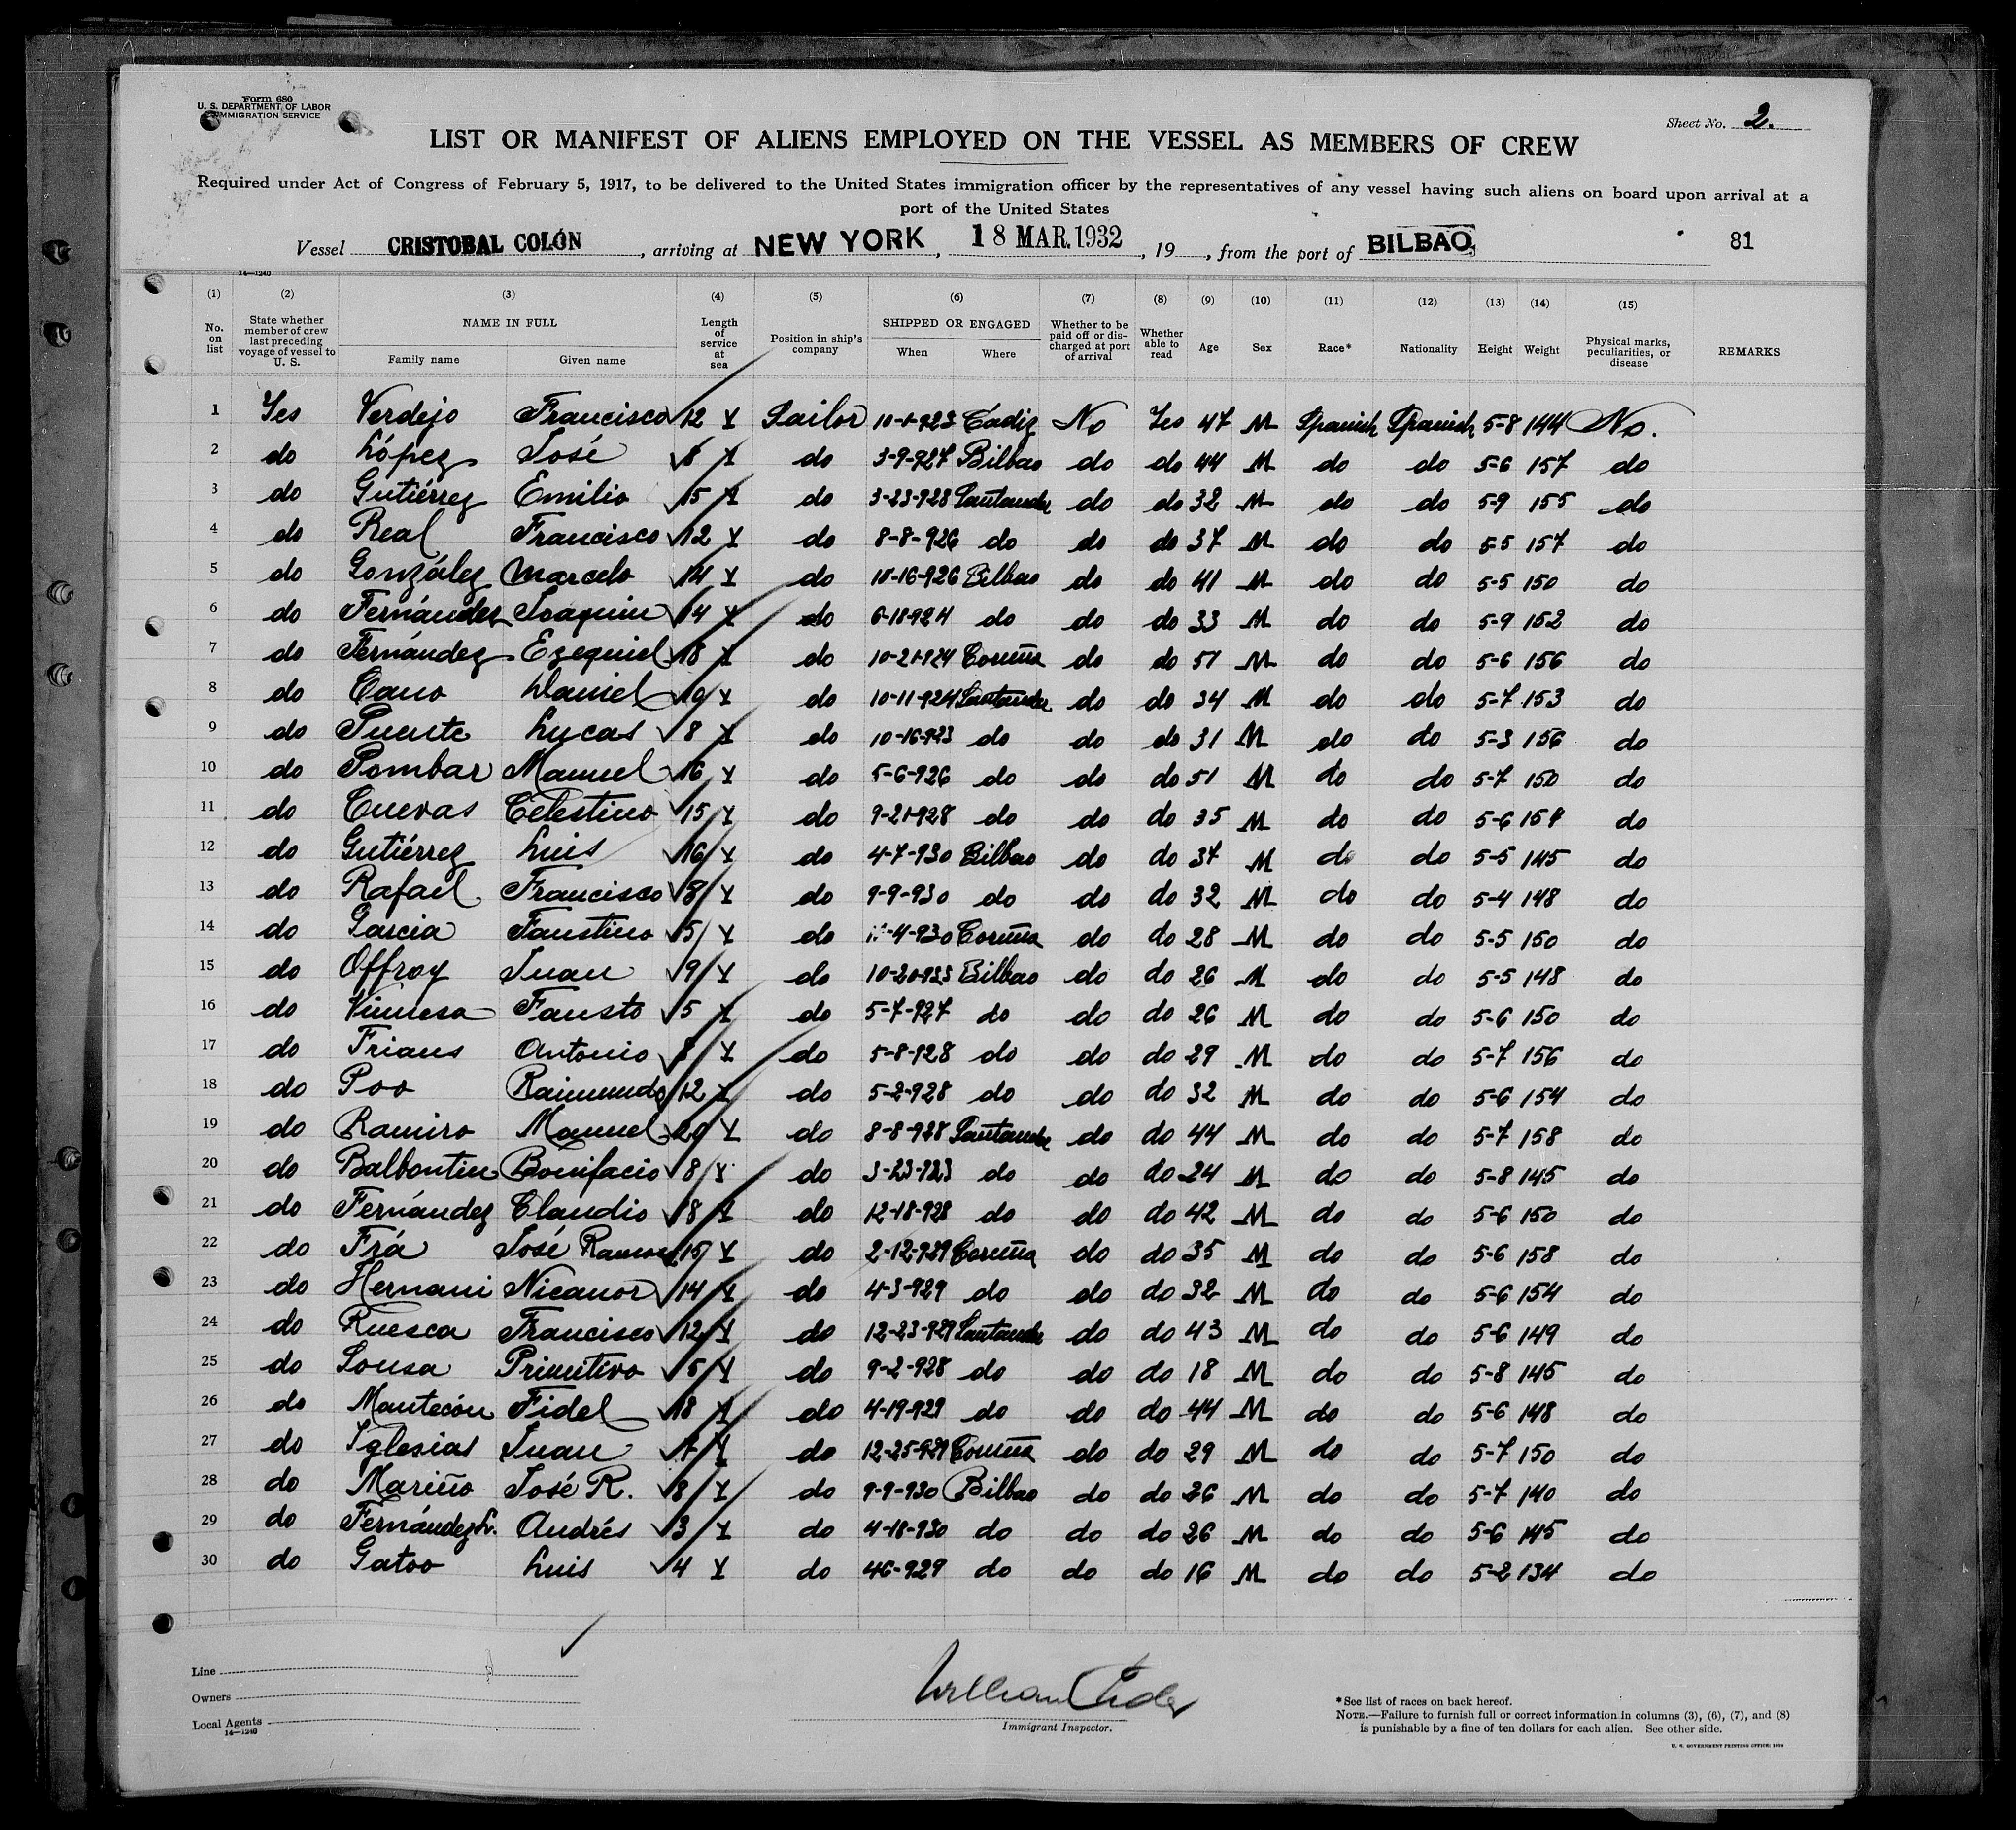 Form 680
U. S. DEPARTMENT OF LABOR
IMMIGRATION SERVICE
Sheet No. 2.
LIST OR MANIFEST OF ALIENS EMPLOYED ON THE VESSEL AS MEMBERS OF CREW
Required under Act of Congress of February 5, 1917, to be delivered to the United States immigration officer by the representatives of any vessel having such aliens on board upon arrival at a
port of the United States
Vessel CRISTOBAL COLÓN, arriving at NEW YORK, 18 MAR. 1932, 19, from the port of BILBAO 81
14—1240
(1) (2) (3) (4) (5) (6) (7) (8) (9) (10) (11) (12) (13) (14) (15)
No. on list State whether member of crew last preceding voyage of vessel to U. S. NAME IN FULL Family name Given name Length of service at sea Position in ship's company SHIPPED OR ENGAGED When Where Whether to be paid off or discharged at port of arrival Whether able to read Age Sex Race* Nationality Height Weight Physical marks, peculiarities, or disease REMARKS
1 Yes Verdejo Francisco 12 Sailor 10-1-923 Cadiz No Yes 47 M Spanish Spanish 5-8 144 No.
2 do López José 8 do 3-9-927 Bilbao do do 44 M do do 5-6 157 do
3 do Gutiérrez Emilio 15 do 3-23-928 Santander do do 32 M do do 5-9 155 do
4 do Real Francisco 12 do 8-8-926 do do do 37 M do do 5-5 157 do
5 do González Marcelo 14 do 10-16-926 Bilbao do do 41 M do do 5-5 150 do
6 do Fernández Joaquin 14 do 6-18-924 do do do 33 M do do 5-9 152 do
7 do Fernández Ezequiel 18 do 10-21-924 Coruña do do 51 M do do 5-6 156 do
8 do Cano Daniel 19 do 10-11-924 Santander do do 34 M do do 5-7 153 do
9 do Puente Lucas 8 do 10-16-923 do do do 31 M do do 5-3 156 do
10 do Pombar Manuel 16 do 5-6-926 do do do 51 M do do 5-7 150 do
11 do Cuevas Celestino 15 do 9-21-928 do do do 35 M do do 5-6 do
12 do Gutiérrez Luis 16 do 4-7-930 Bilbao do do 37 M do do 5-5 145 do
13 do Rafael Francisco 8 do 9-9-930 do do do 32 M do do 5-4 148 do
14 do Garcia Faustino 5 do Coruña do do 28 M do do 5-5 150 do
15 do Offroy Juan 9 do 10-20-923 Bilbao do do 26 M do do 5-5 148 do
16 do Fausto 5 do 5-7-927 do do do 26 M do do 5-6 150 do
17 do Frians Antonio 8 do 5-8-928 do do do 29 M do do 5-7 156 do
18 do Poo Raimundo 12 do 5-2-928 do do do 32 M do do 5-6 154 do
19 do Ramiro Manuel 20 do 8-8-928 Santander do do 44 M do do 5-7 158 do
20 do Balbontin Bonifacio 8 do 3-23-923 do do do 24 M do do 5-8 145 do
21 do Fernández Claudio 18 do 12-18-928 do do do 42 M do do 5-6 150 do
22 do Frá José Ramon 15 do 2-12-929 Coruña do do 35 M do do 5-6 158 do
23 do Hernani Nicanor 14 do 4-3-929 do do do 32 M do do 5-6 154 do
24 do Ruesca Francisco 12 do 12-23-929 Santander do do 43 M do do 5-6 149 do
25 do Sousa Primitivo 5 do 9-2-928 do do do 18 M do do 5-8 145 do
26 do Mantecón Fidel 18 do 4-19-929 do do do 44 M do do 5-6 148 do
27 do Iglesias Juan do 12-25-929 Coruña do do 29 M do do 5-7 150 do
28 do Mariño José R. 8 do 9-9-930 Bilbao do do 26 M do do 5-7 140 do
29 do Fernández Andrés 3 do 4-18-930 do do do 26 M do do 5-6 145 do
30 do Gatoo Luis 4 do 4-6-929 do do do 16 M do do 5-2 134 do
Line
Owners
Local Agents
14—1240
William
Immigrant Inspector.
*See list of races on back hereof.
NOTE.—Failure to furnish full or correct information in columns (3), (6), (7), and (8)
is punishable by a fine of ten dollars for each alien. See other side.
U. S. GOVERNMENT PRINTING OFFICE